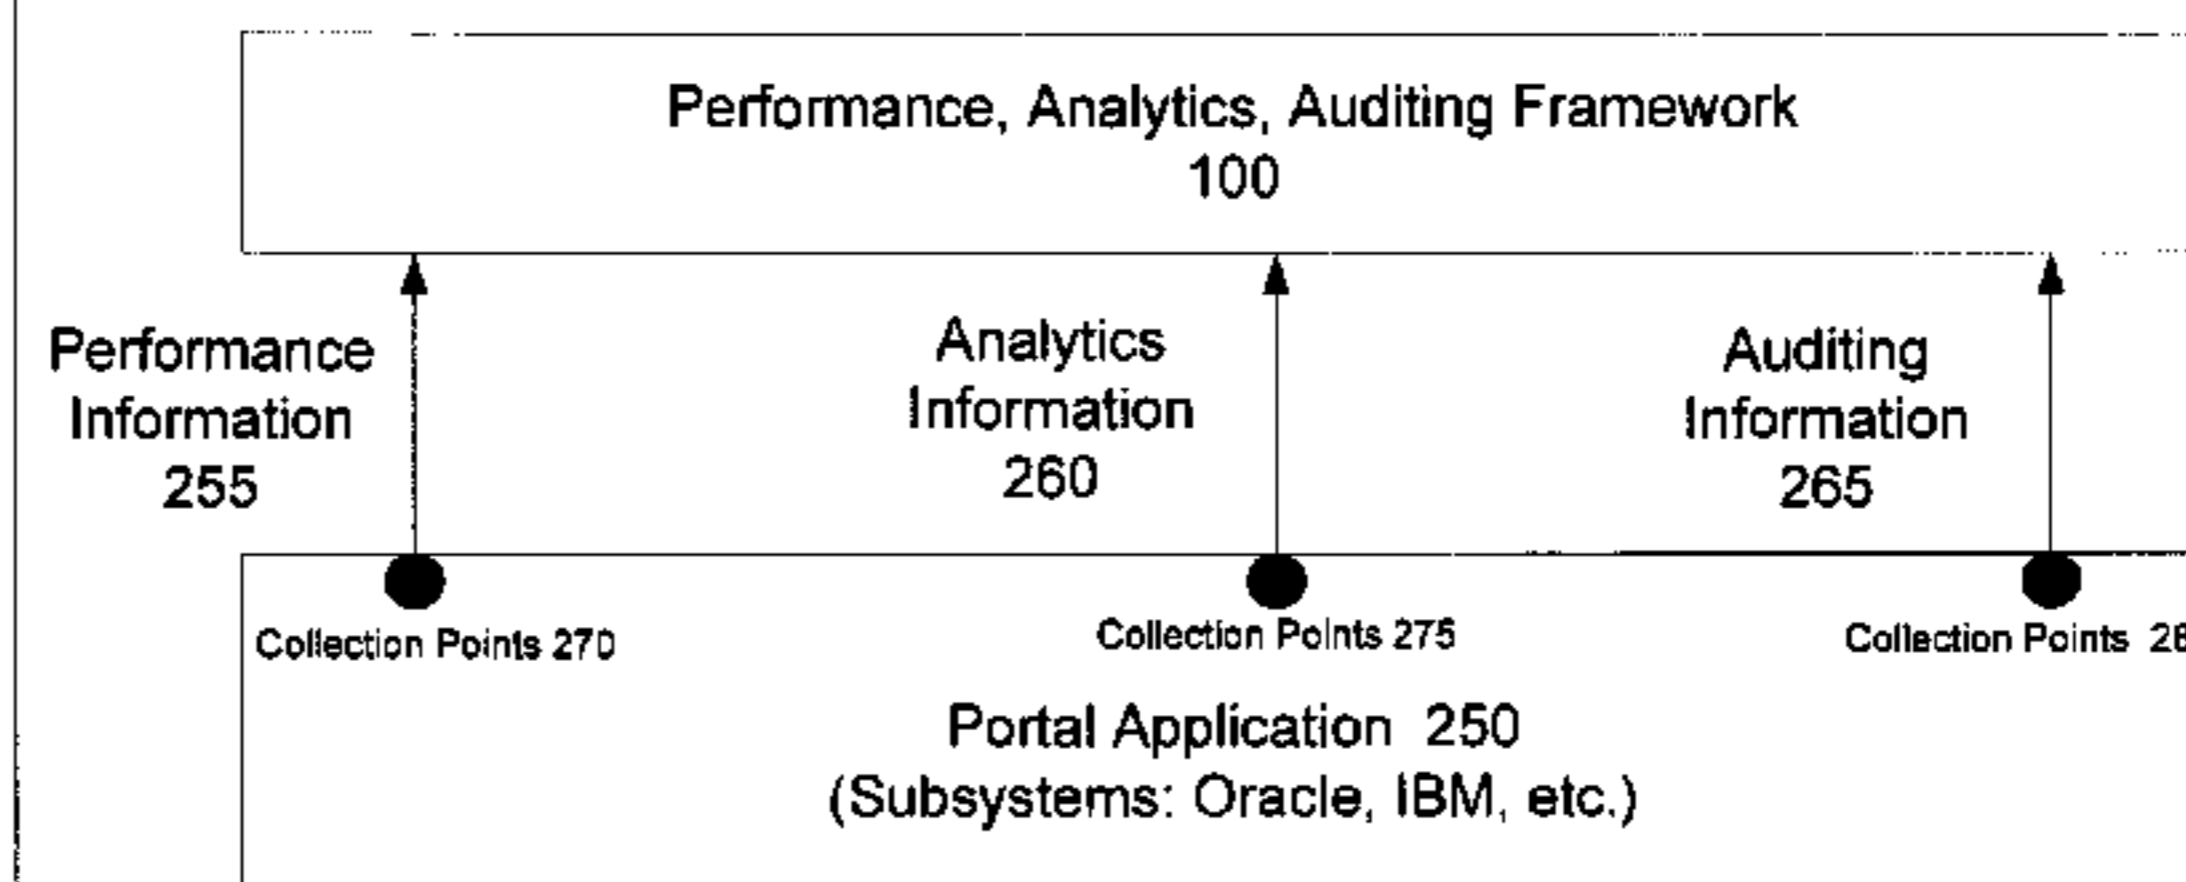 Performance, Analytics, Auditing Framework
100
Performance
Information
255
Analytics
Information
260
Auditing
Information
265
Collection Points 270
Collection Points 275
Collection Points
Portal Application 250
(Subsystems: Oracle, IBM, etc.)